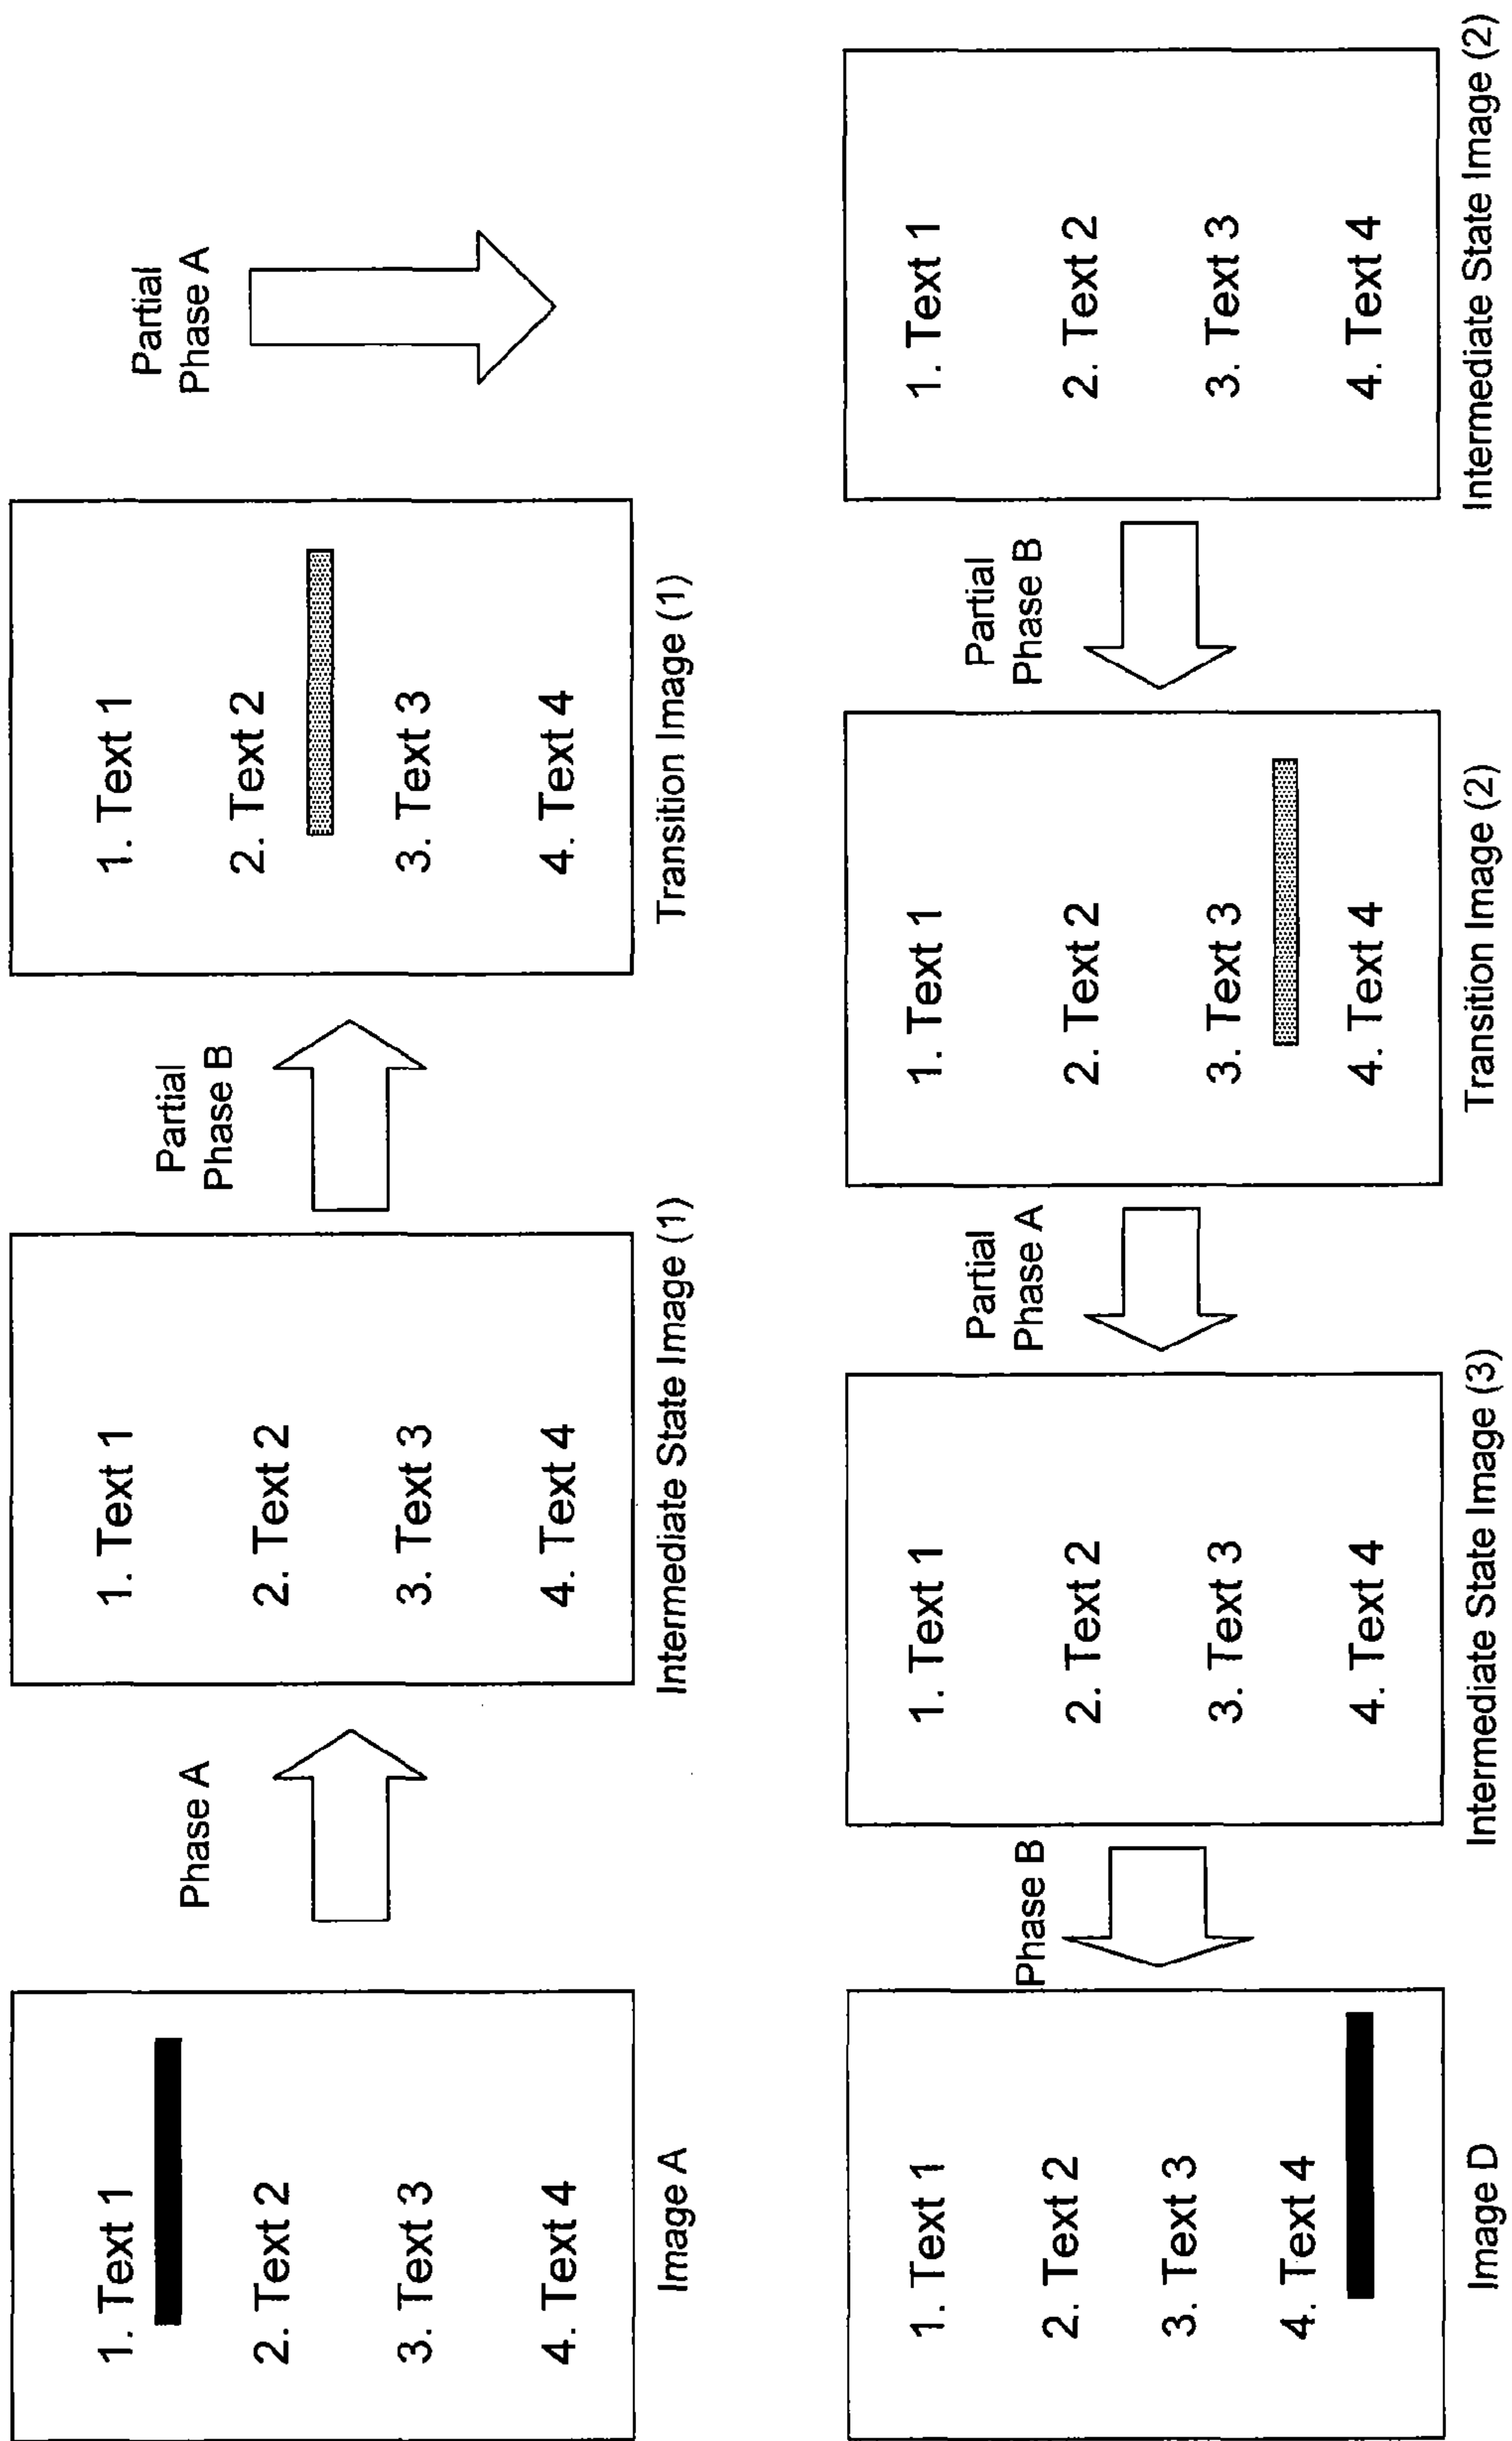 1. Text 1
2. Text 2
3. Text 3
4. Text 4
Image A
Phase A
1. Text 1
2. Text 2
3. Text 3
4. Text 4
Intermediate State Image (1)
Partial
Phase B
1. Text 1
2. Text 2
3. Text 3
4. Text 4
Transition Image (1)
Partial
Phase A
1. Text 1
2. Text 2
3. Text 3
4. Text 4
Intermediate State Image (2)
Partial
Phase B
1. Text 1
2. Text 2
3. Text 3
4. Text 4
Transition Image (2)
Partial
Phase A
1. Text 1
2. Text 2
3. Text 3
4. Text 4
Intermediate State Image (3)
Phase B
1. Text 1
2. Text 2
3. Text 3
4. Text 4
Image D